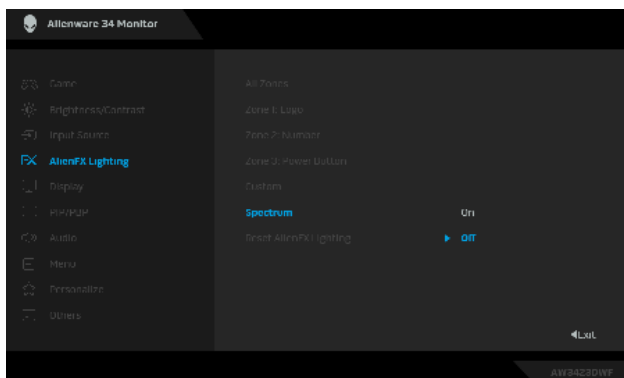 Alienware 34 Monitor
Game
Brightness/Contrast
Input Source
AlienFX Lighting
Display
PIP/PBP
Audio
Menu
Personalize
Others
All Zones
Zone 1: Logo
Zone 2: Number
Zone 3: Power Button
Custom
Spectrum On
Reset AlienFX Lighting Off
Exit
AW3423DWF